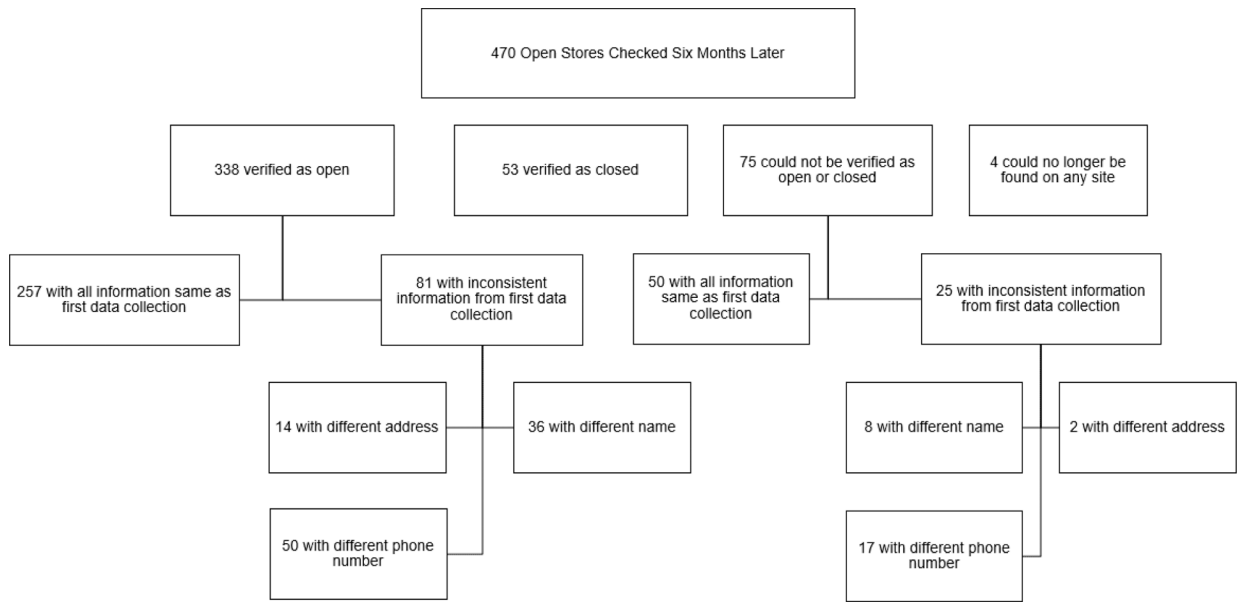 470 Open Stores Checked Six Months Later
338 verified as open
53 verified as closed
75 could not be verified as
open or closed
4 could no longer be
found on any site
257 with all information same as
first data collection
81 with inconsistent
information from first data
collection
50 with all information
same as first data
collection
25 with inconsistent information
from first data collection
14 with different address
36 with different name
8 with different name
2 with different address
50 with different phone
number
17 with different phone
number